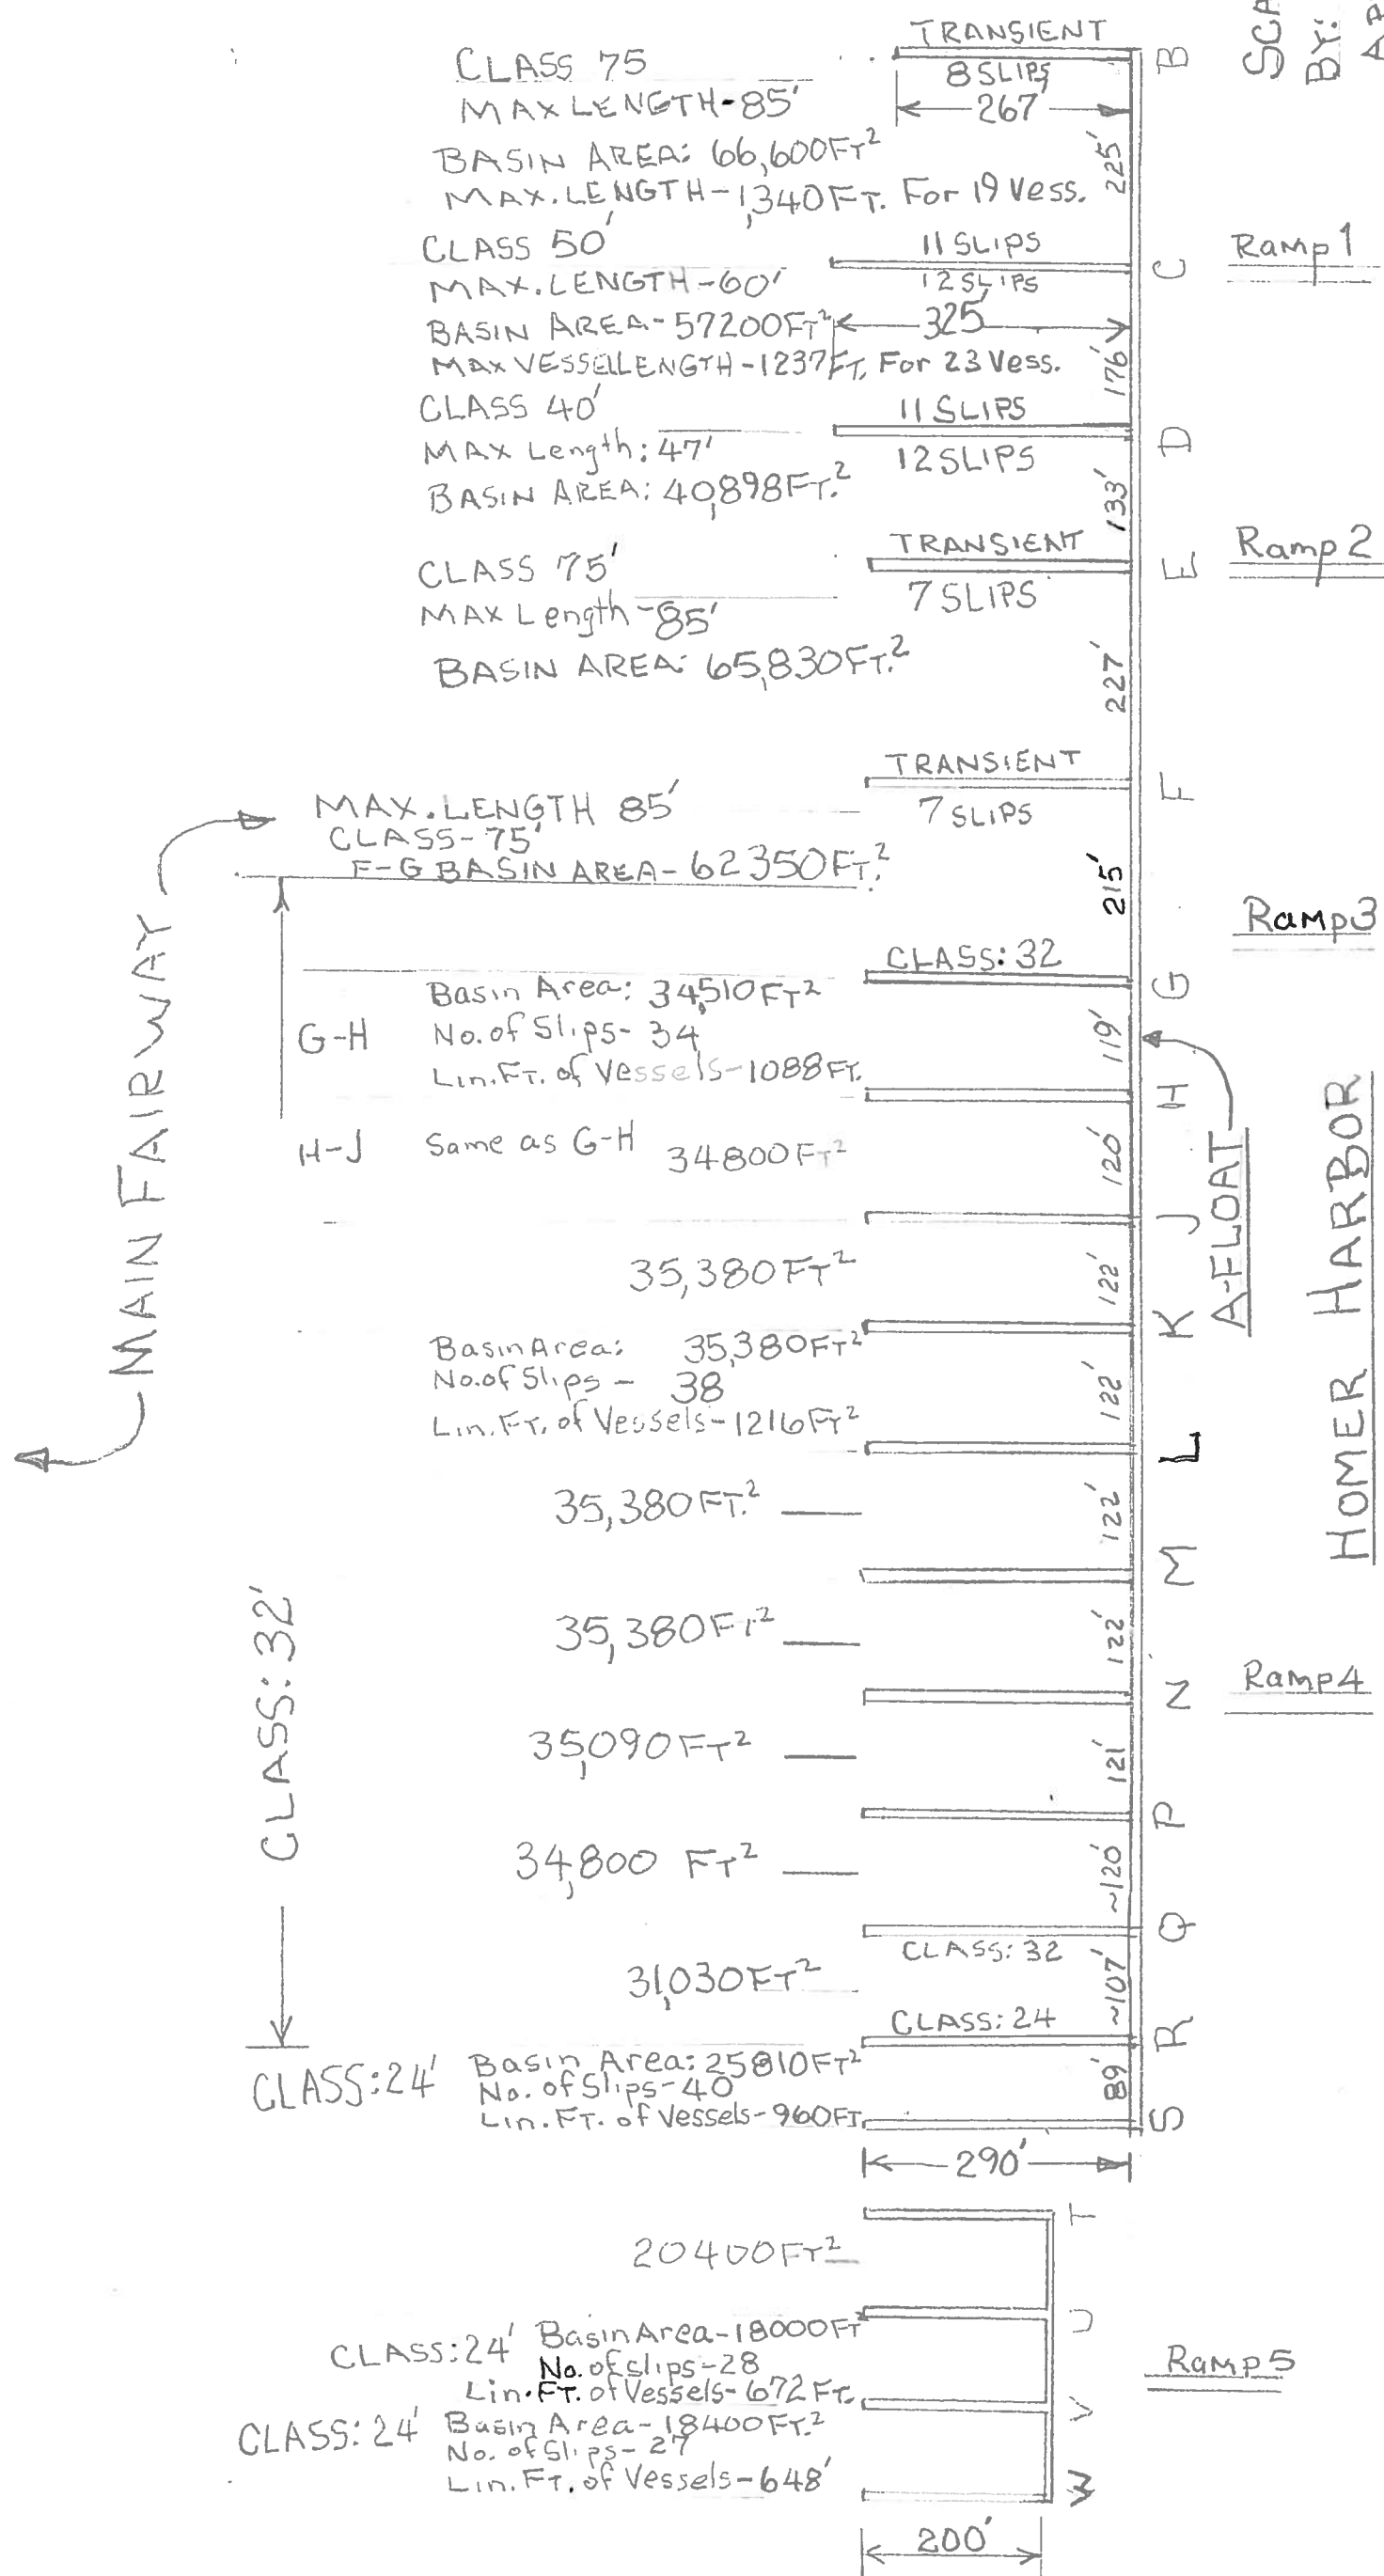 TRANSIENT
B
SCA
BY:
CLASS 75
8 SLIPS
MAX LENGTH-85'
267'
BASIN AREA: 66,600FT²
225'
MAX. LENGTH-1,340FT. For 19 Vess.
CLASS 50'
11 SLIPS
C
Ramp1
MAX. LENGTH-60'
12 SLIPS
BASIN AREA-57200FT²
325'
MAX VESSELLENGTH-1237FT. For 23 Vess.
176'
CLASS 40'
11 SLIPS
D
MAX Length: 47'
12 SLIPS
BASIN AREA: 40,898FT.²
133'
TRANSIENT
Ramp 2
CLASS 75'
E
MAX Length-85'
7 SLIPS
BASIN AREA: 65,830FT.²
227'
TRANSIENT
F
MAX. LENGTH 85'
7 SLIPS
CLASS-75'
F-G BASIN AREA-62350FT.²
215'
Ramp3
MAIN FAIRWAY
CLASS: 32
G
Basin Area: 34,510FT²
G-H
No. of Slips- 34
119'
Lin. FT. of Vessels-1088FT.
H
H-J
Same as G-H
34800FT²
120'
A-FLOAT
HOMER HARBOR
J
35,380FT²
122'
K
Basin Area:
35,380FT²
No. of Slips - 38
122'
Lin. FT. of Vessels-1216FT²
L
35,380FT.²
122'
M
CLASS: 32'
35,380FT²
122'
N
Ramp4
35,090FT²
121'
P
34,800 FT²
~120'
Q
CLASS: 32
31,030FT²
~107'
CLASS: 24
R
CLASS:24'
Basin Area: 25810FT²
No. of Slips-40
89'
Lin. FT. of Vessels-960FT.
S
290'
T
20400FT²
U
CLASS:24'
Basin Area-18000FT²
No. of slips-28
Ramp5
Lin. FT. of Vessels-672 FT.
V
CLASS: 24'
Basin Area-18400FT.²
No. of Slips-27
Lin. FT. of Vessels-648'
W
200'